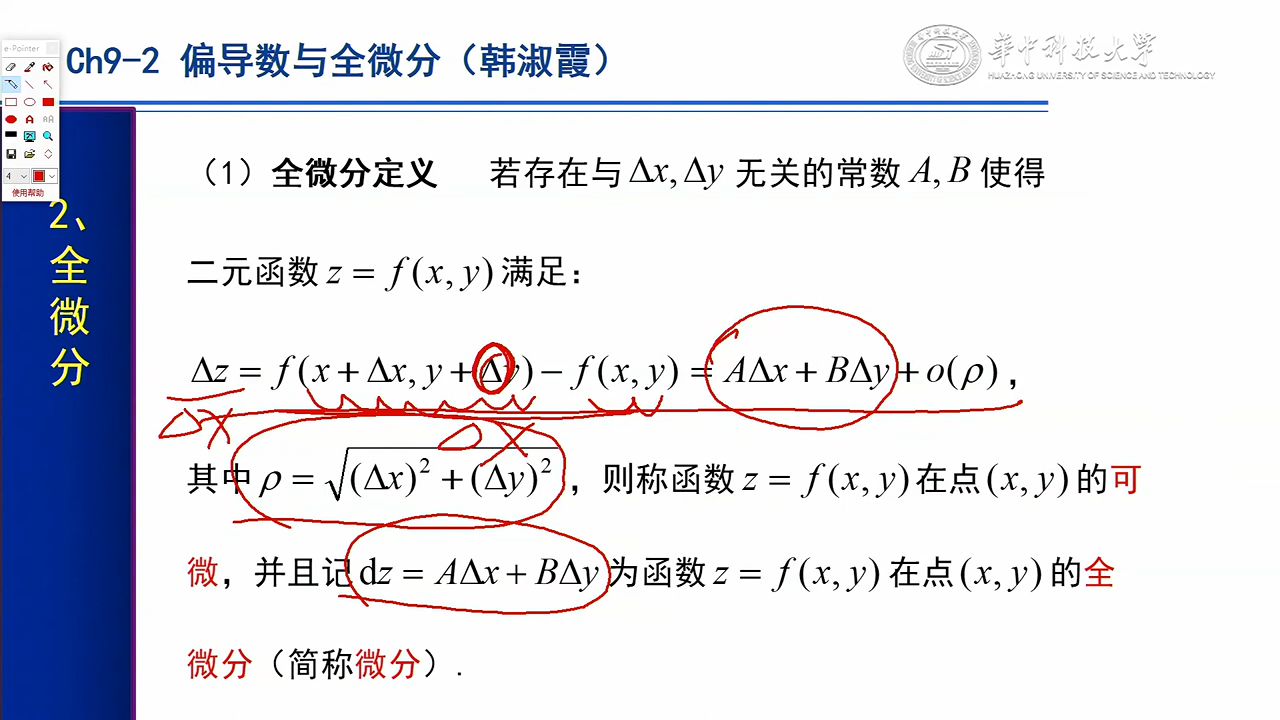 e-Pointer
Ch9-2 偏导数与全微分（韩淑霞）
华中科技大学
HUAZHONG UNIVERSITY OF SCIENCE AND TECHNOLOGY
A AA
4
使用帮助
2、全微分
（1）全微分定义 若存在与 Δx, Δy 无关的常数 A, B 使得
二元函数 z = f(x, y) 满足：
Δz = f(x + Δx, y + Δy) − f(x, y) = AΔx + BΔy + o(ρ)，
Δx
Δx
其中 ρ = √((Δx)² + (Δy)²)，则称函数 z = f(x, y) 在点 (x, y) 的可
微，并且记 dz = AΔx + BΔy 为函数 z = f(x, y) 在点 (x, y) 的全
微分（简称微分）.